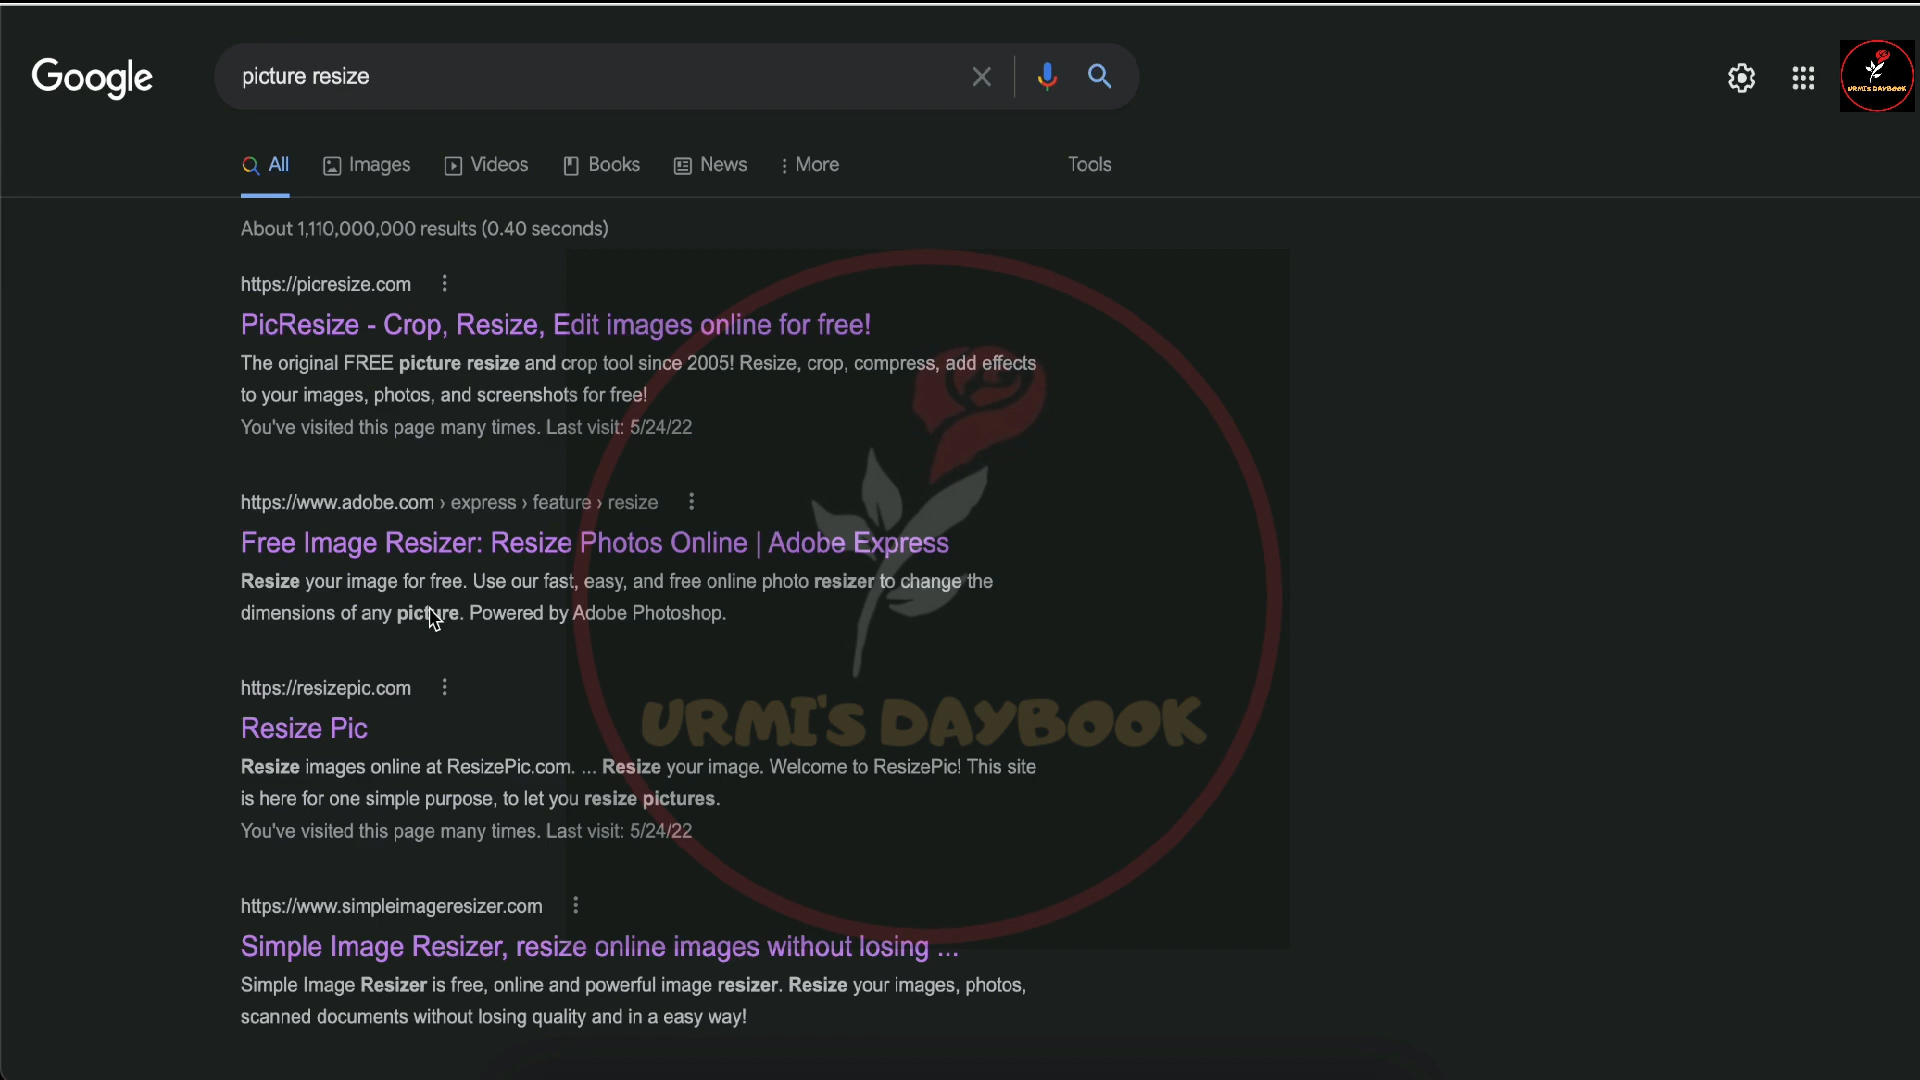 Google
picture resize
URMI'S DAYBOOK
All
Images
Videos
Books
News
More
Tools
About 1,110,000,000 results (0.40 seconds)
https://picresize.com
PicResize - Crop, Resize, Edit images online for free!
The original FREE picture resize and crop tool since 2005! Resize, crop, compress, add effects
to your images, photos, and screenshots for free!
You've visited this page many times. Last visit: 5/24/22
https://www.adobe.com › express › feature › resize
Free Image Resizer: Resize Photos Online | Adobe Express
Resize your image for free. Use our fast, easy, and free online photo resizer to change the
dimensions of any picture. Powered by Adobe Photoshop.
https://resizepic.com
Resize Pic
URMI'S DAYBOOK
Resize images online at ResizePic.com. ... Resize your image. Welcome to ResizePic! This site
is here for one simple purpose, to let you resize pictures.
You've visited this page many times. Last visit: 5/24/22
https://www.simpleimageresizer.com
Simple Image Resizer, resize online images without losing ...
Simple Image Resizer is free, online and powerful image resizer. Resize your images, photos,
scanned documents without losing quality and in a easy way!